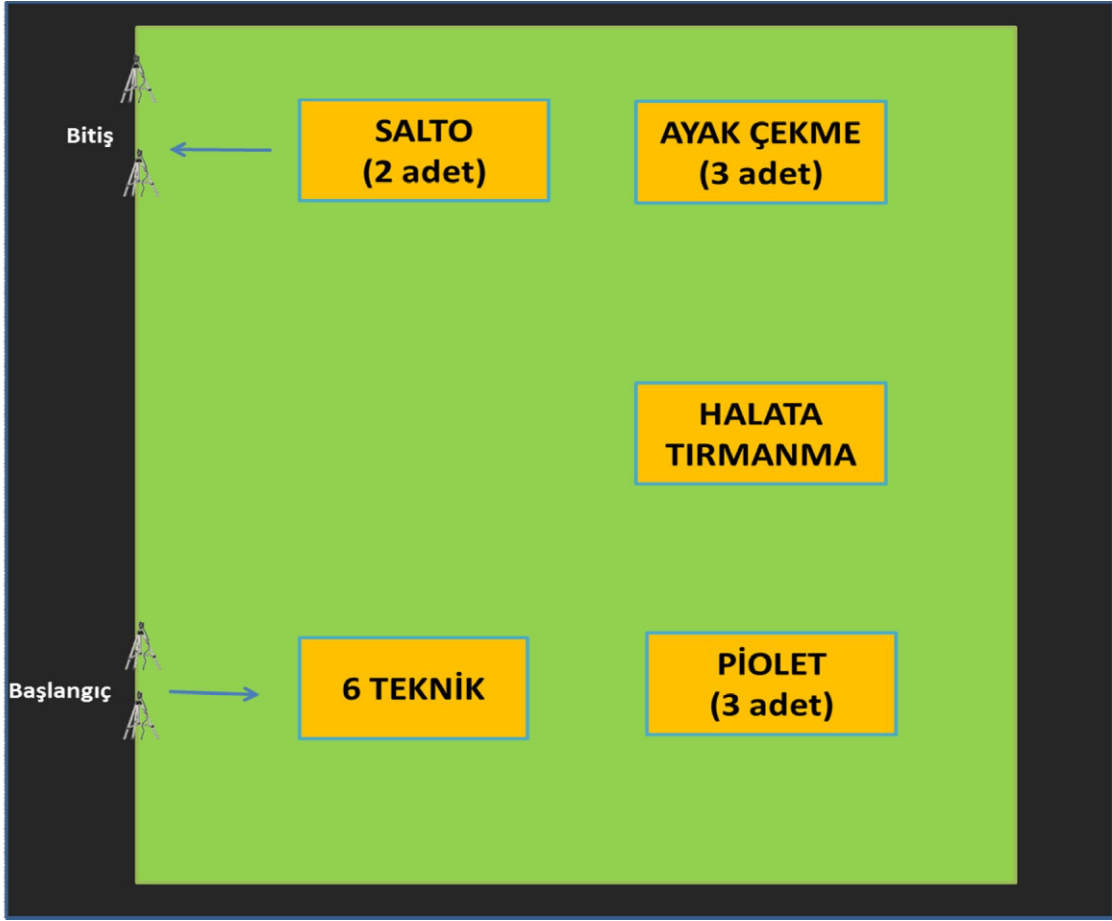 Bitiş
SALTO
(2 adet)
AYAK ÇEKME
(3 adet)
HALATA
TIRMANMA
Başlangıç
6 TEKNİK
PİOLET
(3 adet)